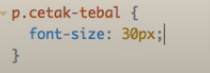 p.cetak-tebal {
font-size: 30px;
}